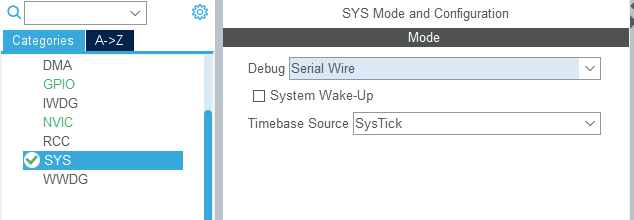 SYS Mode and Configuration
Mode
Categories A->Z
DMA
GPIO
IWDG
NVIC
RCC
SYS
WWDG
Debug Serial Wire
System Wake-Up
Timebase Source SysTick